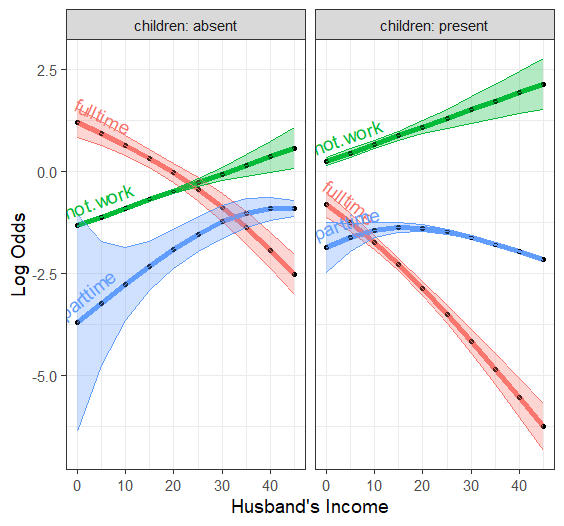 children: absent
children: present
Log Odds
2.5
0.0
-2.5
-5.0
fulltime
not.work
parttime
not.work
fulltime
parttime
0 10 20 30 40
0 10 20 30 40
Husband's Income